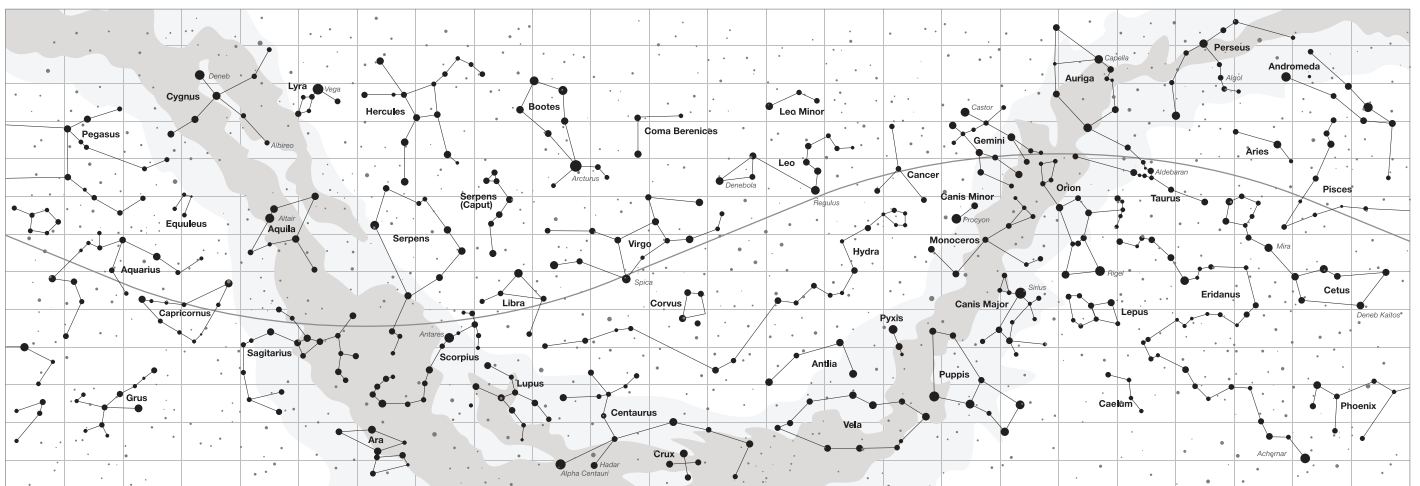 Perseus
Capella
Andromeda
Deneb
Auriga
Algol
Lyra
Vega
Cygnus
Castor
Hercules
Bootes
Leo Minor
Coma Berenices
Pegasus
Gemini
Albireo
Aries
Leo
Arcturus
Cancer
Aldebaran
Denebola
Orion
Pisces
Serpens
(Caput)
Canis Minor
Taurus
Regulus
Equuleus
Altair
Procyon
Aquila
Serpens
Virgo
Monoceros
Mira
Hydra
Aquarius
Rigel
Spica
Sirius
Cetus
Eridanus
Libra
Corvus
Canis Major
Capricornus
Lepus
Deneb Kaitos
Pyxis
Antares
Sagitarius
Scorpius
Antlia
Puppis
Lupus
Grus
Caelum
Phoenix
Centaurus
Vela
Ara
Crux
Achernar
Hadar
Alpha Centauri